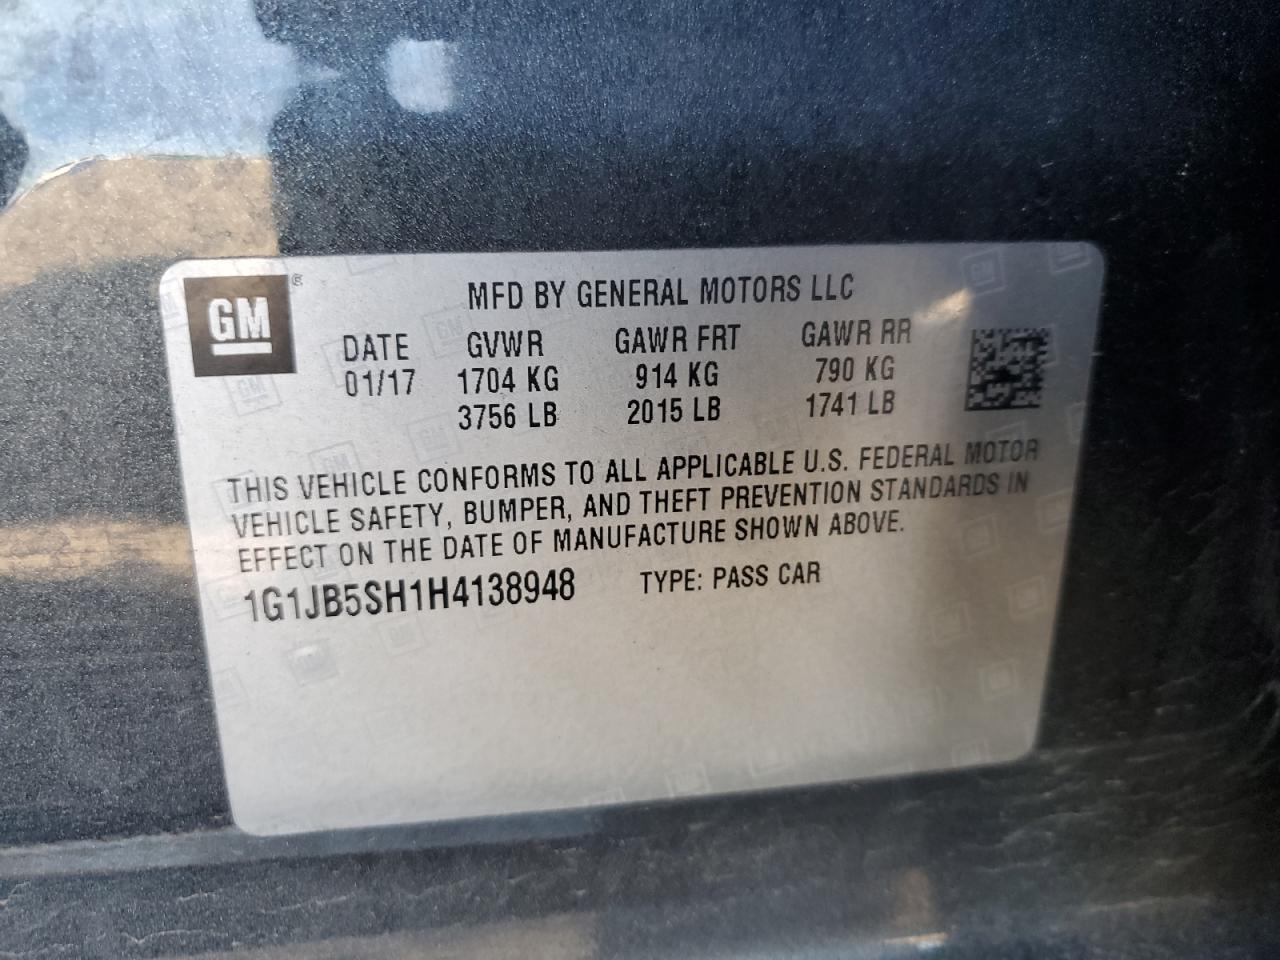 GM ®
MFD BY GENERAL MOTORS LLC
DATE GVWR GAWR FRT GAWR RR
01/17 1704 KG 914 KG 790 KG
3756 LB 2015 LB 1741 LB
THIS VEHICLE CONFORMS TO ALL APPLICABLE U.S. FEDERAL MOTOR
VEHICLE SAFETY, BUMPER, AND THEFT PREVENTION STANDARDS IN
EFFECT ON THE DATE OF MANUFACTURE SHOWN ABOVE.
1G1JB5SH1H4138948 TYPE: PASS CAR